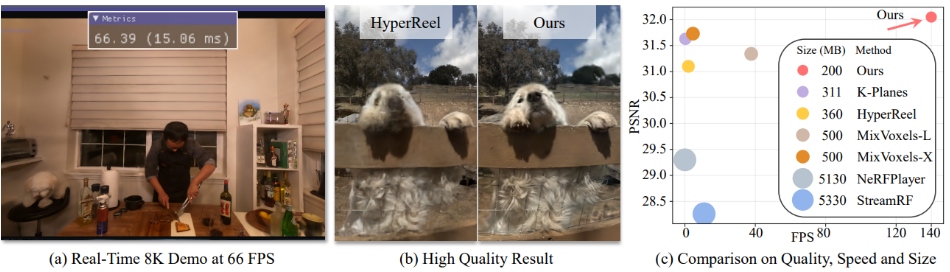 Metrics
66.39 (15.06 ms)
(a) Real-Time 8K Demo at 66 FPS
HyperReel
Ours
(b) High Quality Result
PSNR
32.0
31.5
31.0
30.5
30.0
29.5
29.0
28.5
Ours
Size (MB) Method
200 Ours
311 K-Planes
360 HyperReel
500 MixVoxels-L
500 MixVoxels-X
5130 NeRFPlayer
5330 StreamRF
0 40 80 120 140
FPS
(c) Comparison on Quality, Speed and Size